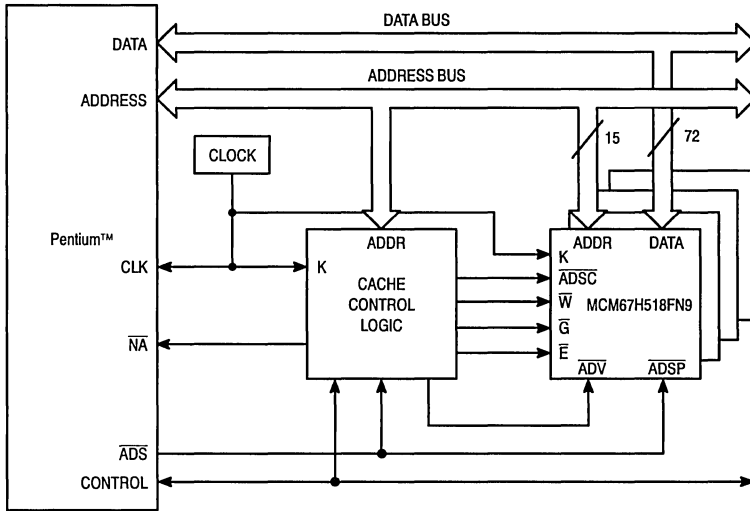 DATA BUS
DATA
ADDRESS BUS
ADDRESS
15
72
CLOCK
Pentium™
ADDR
ADDR
DATA
K
CLK
K
CACHE
CONTROL
LOGIC
ADSC
W
MCM67H518FN9
G
NA
E
ADV
ADSP
ADS
CONTROL